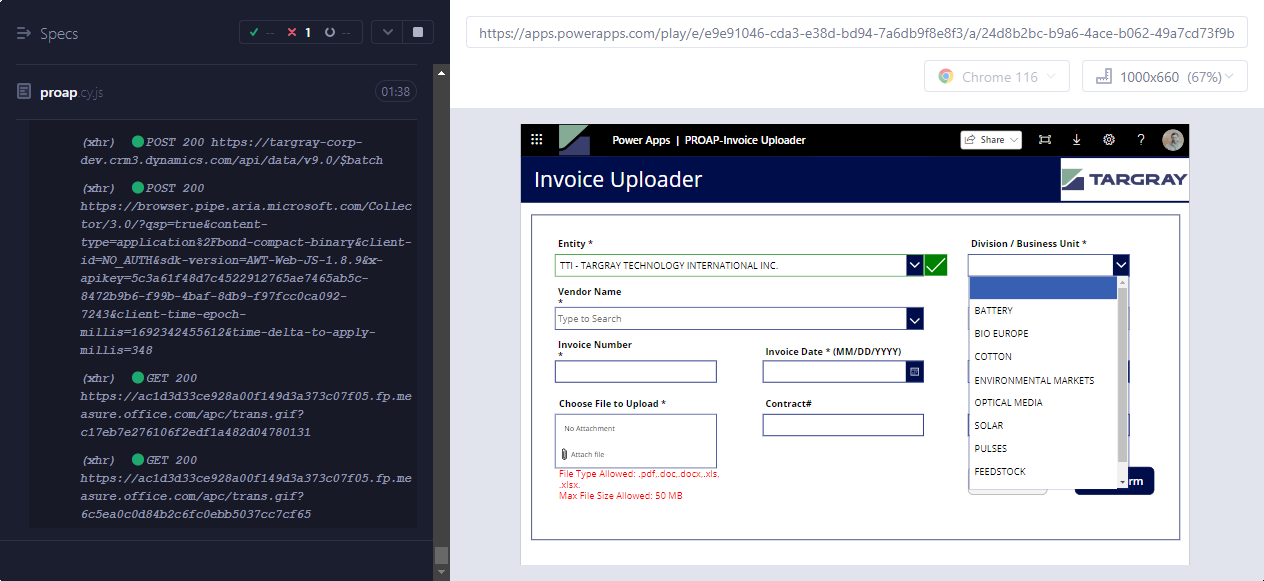 Specs
-- 1 --
proap.cy.js
01:38
(xhr) POST 200 https://targray-corp-
dev.crm3.dynamics.com/api/data/v9.0/$batch
(xhr) POST 200
https://browser.pipe.aria.microsoft.com/Collec
tor/3.0/?qsp=true&content-
type=application%2Fbond-compact-binary&client-
id=NO_AUTH&sdk-version=AWT-Web-JS-1.8.9&x-
apikey=5c3a61f48d7c4522912765ae7465ab5c-
8472b9b6-f99b-4baf-8db9-f97fcc0ca092-
7243&client-time-epoch-
millis=1692342455612&time-delta-to-apply-
millis=348
(xhr) GET 200
https://ac1d3d33ce928a00f149d3a373c07f05.fp.me
asure.office.com/apc/trans.gif?
c17eb7e276106f2edf1a482d04780131
(xhr) GET 200
https://ac1d3d33ce928a00f149d3a373c07f05.fp.me
asure.office.com/apc/trans.gif?
6c5ea0c0d84b2c6fc0ebb5037cc7cf65
https://apps.powerapps.com/play/e/e9e91046-cda3-e38d-bd94-7a6db9f8e8f3/a/24d8b2bc-b9a6-4ace-b062-49a7cd73f9b
Chrome 116
1000x660 (67%)
Power Apps | PROAP-Invoice Uploader
Share
?
Invoice Uploader
TARGRAY
Entity *
TTI - TARGRAY TECHNOLOGY INTERNATIONAL INC.
Division / Business Unit *
BATTERY
BIO EUROPE
COTTON
ENVIRONMENTAL MARKETS
OPTICAL MEDIA
SOLAR
PULSES
FEEDSTOCK
Vendor Name
*
Type to Search
Invoice Number
*
Invoice Date * (MM/DD/YYYY)
Choose File to Upload *
No Attachment
Attach file
Contract#
File Type Allowed: .pdf,.doc,.docx,.xls,
.xlsx.
Max File Size Allowed: 50 MB